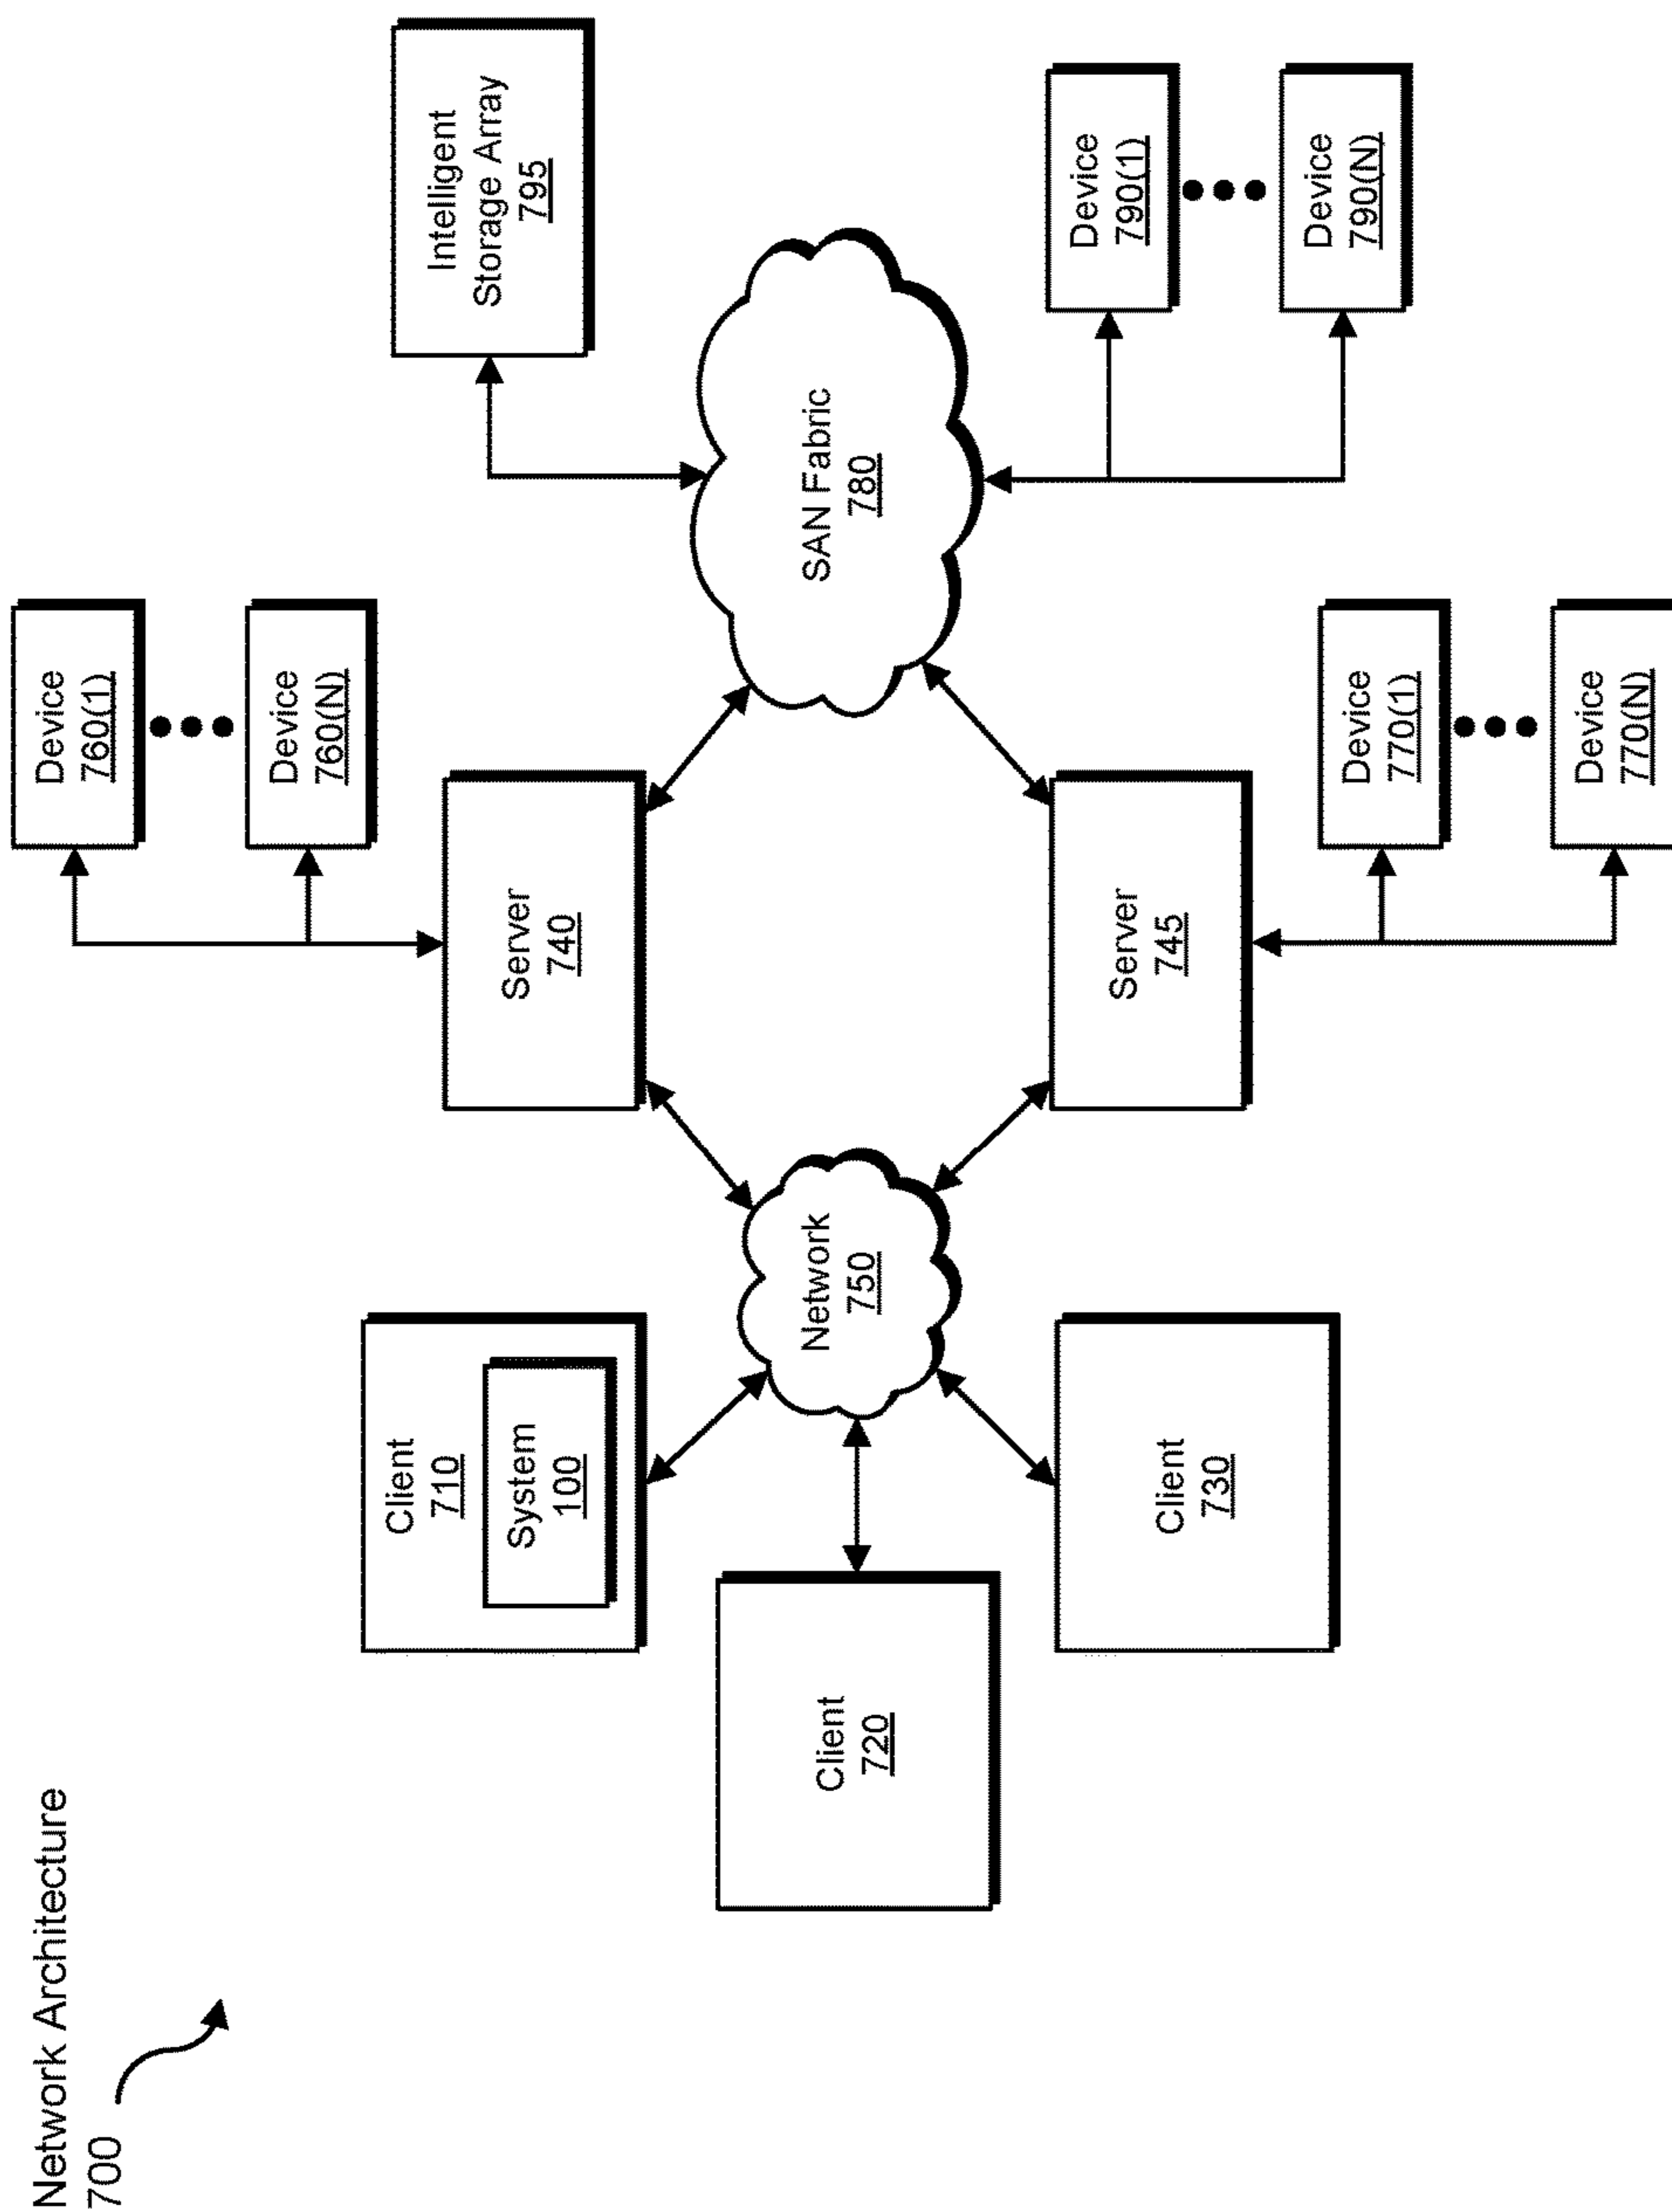 Network Architecture
700
Client
710
System
100
Client
720
Client
730
Network
750
Server
740
Server
745
Device
760(1)
Device
760(N)
Device
770(1)
Device
770(N)
SAN Fabric
780
Intelligent
Storage Array
795
Device
790(1)
Device
790(N)